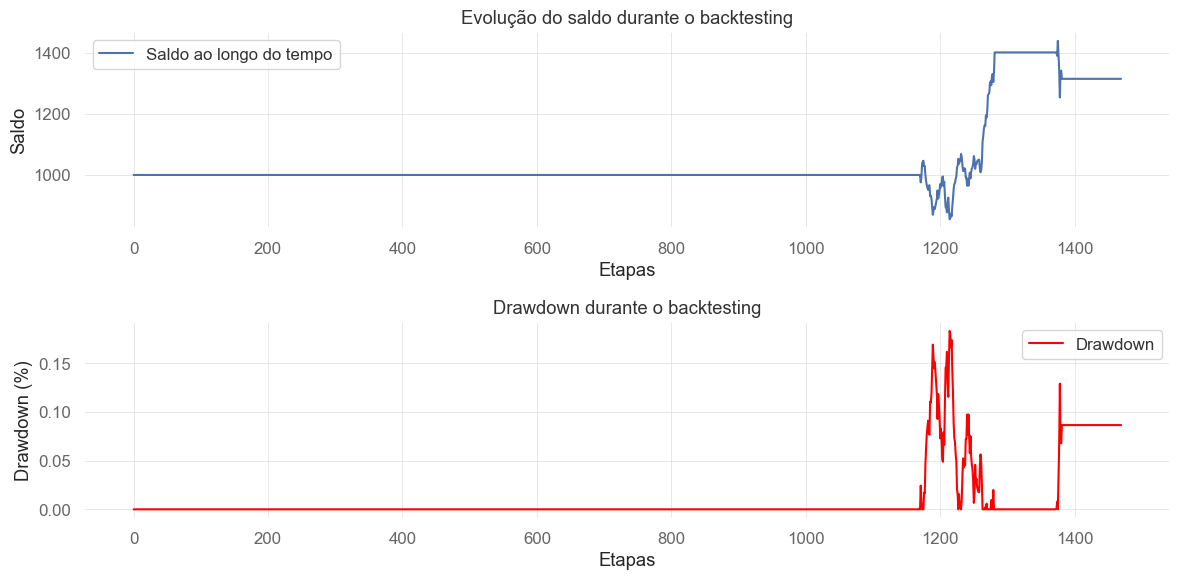 Evolução do saldo durante o backtesting
Saldo ao longo do tempo
1400
1200
1000
Saldo
0 200 400 600 800 1000 1200 1400
Etapas
Drawdown durante o backtesting
Drawdown
0.15
0.10
0.05
0.00
Drawdown (%)
0 200 400 600 800 1000 1200 1400
Etapas